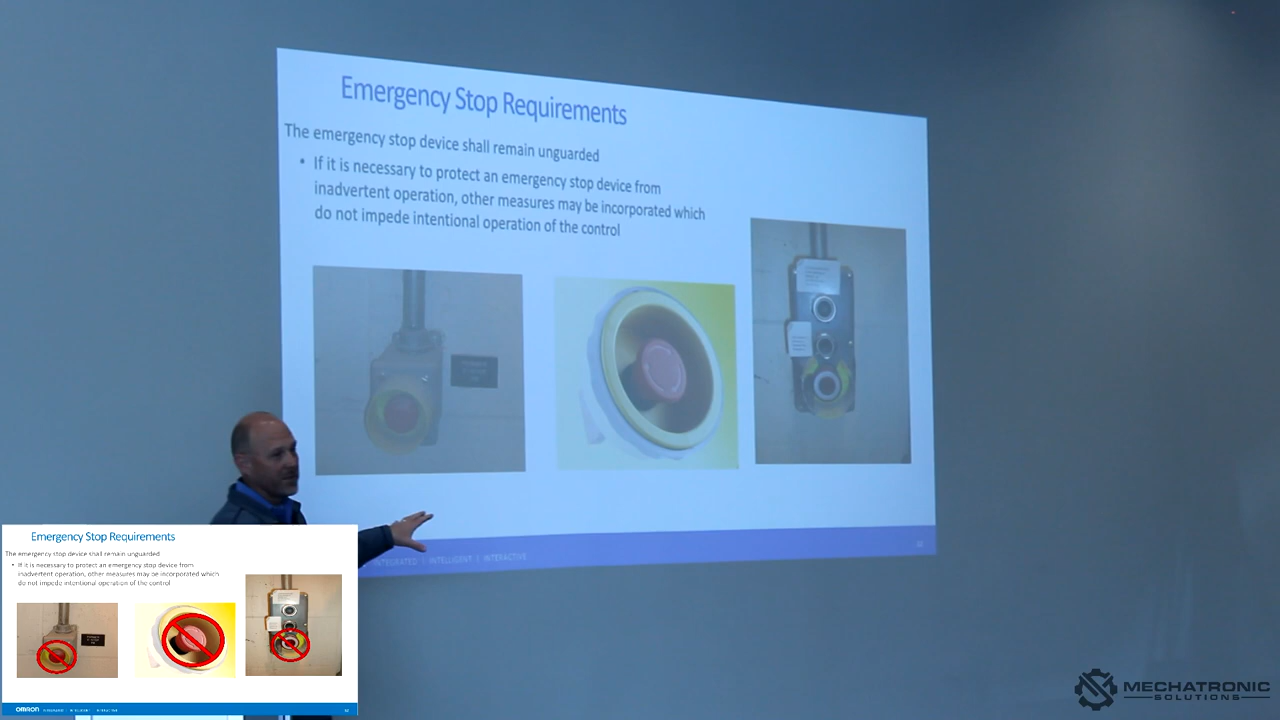 Emergency Stop Requirements
The emergency stop device shall remain unguarded
• If it is necessary to protect an emergency stop device from
inadvertent operation, other measures may be incorporated which
do not impede intentional operation of the control
INTEGRATED | INTELLIGENT | INTERACTIVE
Emergency Stop Requirements
The emergency stop device shall remain unguarded
• If it is necessary to protect an emergency stop device from
inadvertent operation, other measures may be incorporated which
do not impede intentional operation of the control
OMRON
MECHATRONIC
SOLUTIONS